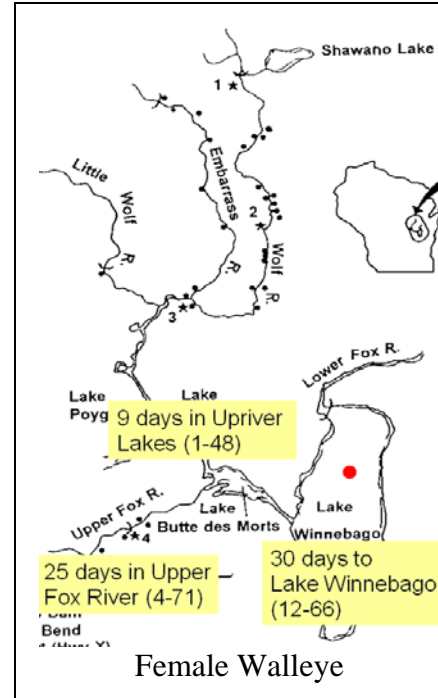 Shawano Lake
1
Embarrass
R.
Little
Wolf
R.
2
Wolf
R.
3
Lower Fox R.
Lake
Poyg
Lake
9 days in Upriver
Lakes (1-48)
Lake
Butte des Morts
Lake
Winnebago
Upper Fox R.
4
25 days in Upper
Fox River (4-71)
30 days to
Lake Winnebago
(12-66)
Bend
Female Walleye